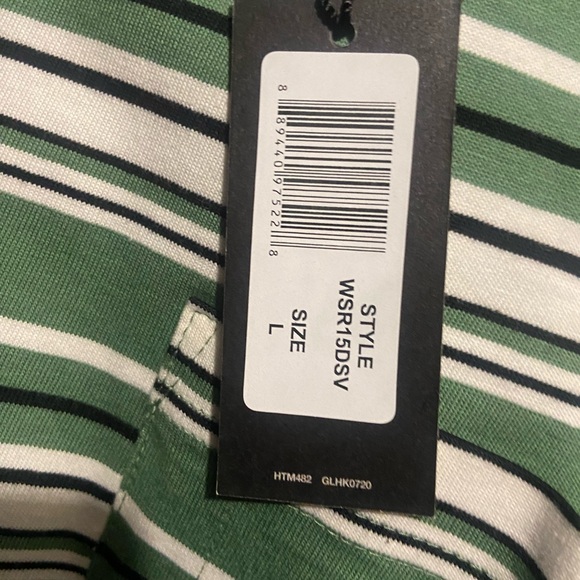 8 89440 97522 8
STYLE
WSR15DSV
SIZE
L
HTM482 GLHK0720